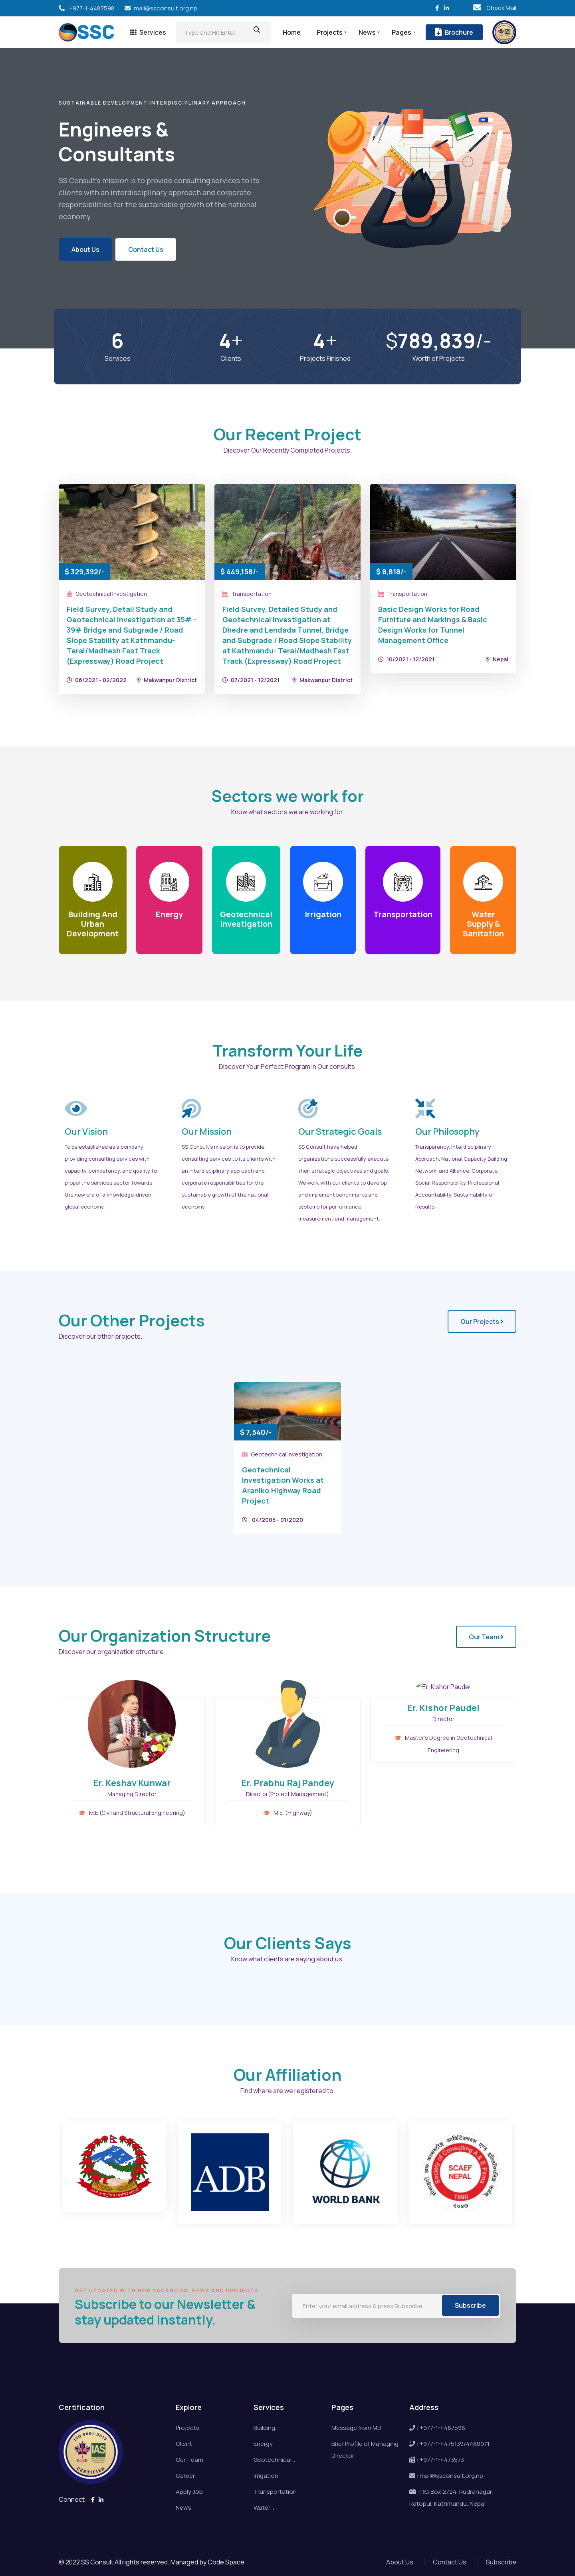 +977-1-4487598
mail@ssconsult.org.np
Check Mail
SSC
Services
Type and Hit Enter
Home
Projects
News
Pages
Brochure
SUSTAINABLE DEVELOPMENT INTERDISCIPLINARY APPROACH
Engineers &
Consultants
SS Consult's mission is to provide consulting services to its
clients with an interdisciplinary approach and corporate
responsibilities for the sustainable growth of the national
economy.
About Us
Contact Us
6
Services
4+
Clients
4+
Projects Finished
$789,839/-
Worth of Projects
Our Recent Project
Discover Our Recently Completed Projects.
$ 329,392/-
Geotechnical Investigation
Field Survey, Detail Study and
Geotechnical Investigation at 35# -
39# Bridge and Subgrade / Road
Slope Stability at Kathmandu-
Terai/Madhesh Fast Track
(Expressway) Road Project
06/2021 - 02/2022
Makwanpur District
$ 449,158/-
Transportation
Field Survey, Detailed Study and
Geotechnical Investigation at
Dhedre and Lendada Tunnel, Bridge
and Subgrade / Road Slope Stability
at Kathmandu- Terai/Madhesh Fast
Track (Expressway) Road Project
07/2021 - 12/2021
Makwanpur District
$ 8,818/-
Transportation
Basic Design Works for Road
Furniture and Markings & Basic
Design Works for Tunnel
Management Office
10/2021 - 12/2021
Nepal
Sectors we work for
Know what sectors we are working for.
Building And
Urban
Development
Energy
Geotechnical
Investigation
Irrigation
Transportation
Water
Supply &
Sanitation
Transform Your Life
Discover Your Perfect Program In Our consults.
Our Vision
To be established as a company
providing consulting services with
capacity, competency, and quality to
propel the services sector towards
the new era of a knowledge-driven
global economy.
Our Mission
SS Consult's mission is to provide
consulting services to its clients with
an interdisciplinary approach and
corporate responsibilities for the
sustainable growth of the national
economy.
Our Strategic Goals
SS Consult have helped
organizations successfully execute
their strategic objectives and goals.
We work with our clients to develop
and implement benchmarks and
systems for performance
measurement and management.
Our Philosophy
Transparency, Interdisciplinary
Approach, National Capacity Building
Network, and Alliance, Corporate
Social Responsibility, Professional
Accountability, Sustainability of
Results
Our Other Projects
Discover our other projects.
Our Projects
$ 7,540/-
Geotechnical Investigation
Geotechnical
Investigation Works at
Araniko Highway Road
Project
04/2005 - 01/2020
Our Organization Structure
Discover our organization structure.
Our Team
Er. Keshav Kunwar
Managing Director
M.E.(Civil and Structural Engineering)
Er. Prabhu Raj Pandey
Director(Project Management)
M.E. (Highway)
Er. Kishor Paudel
Er. Kishor Paudel
Director
Master's Degree in Geotechnical
Engineering
Our Clients Says
Know what clients are saying about us.
Our Affiliation
Find where are we registered to.
ADB
WORLD BANK
SCAEF
NEPAL
1990
GET UPDATED WITH NEW VACANCIES, NEWS AND PROJECTS
Subscribe to our Newsletter &
stay updated instantly.
Enter your email address & press Subscribe
Subscribe
Certification
ISO 9001:2015
IAS
CERTIFIED
Connect :
Explore
Projects
Client
Our Team
Career
Apply Job
News
Services
Building...
Energy
Geotechnical...
Irrigation
Transportation
Water...
Pages
Message from MD
Brief Profile of Managing
Director
Address
: +977-1-4487598
: +977-1-4475139/4460971
: +977-1-4473573
: mail@ssconsult.org.np
: P.O. Box 2724, Rudranagar,
Ratopul, Kathmandu, Nepal
© 2022 SS Consult All rights reserved. Managed by Code Space
About Us
Contact Us
Subscribe